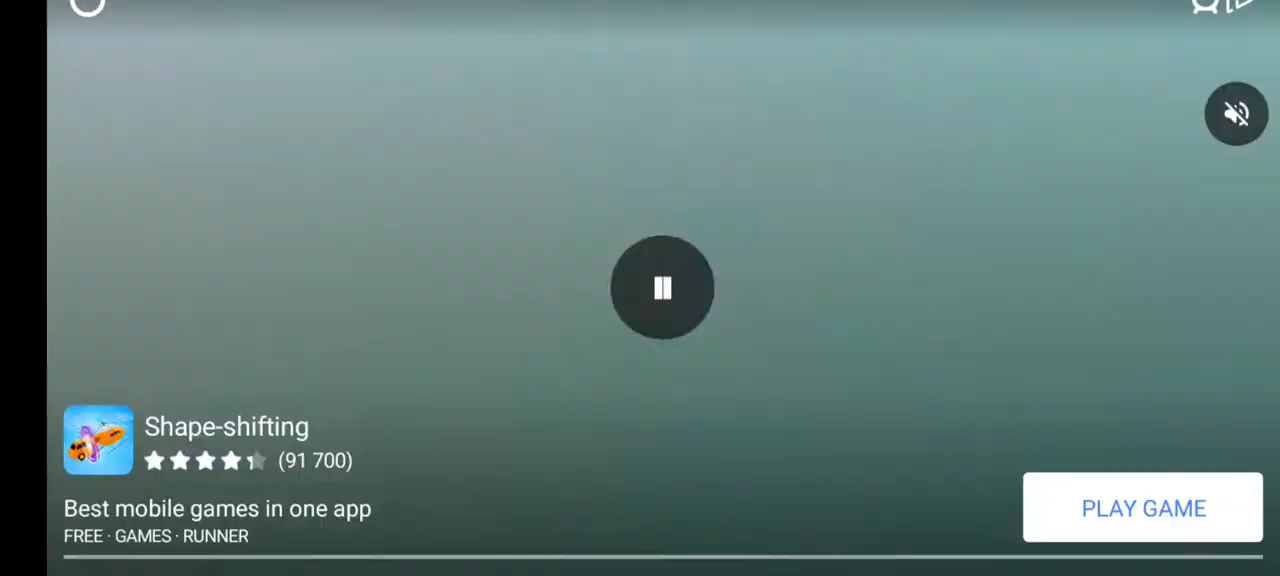 Shape-shifting
(91 700)
Best mobile games in one app
FREE · GAMES · RUNNER
PLAY GAME